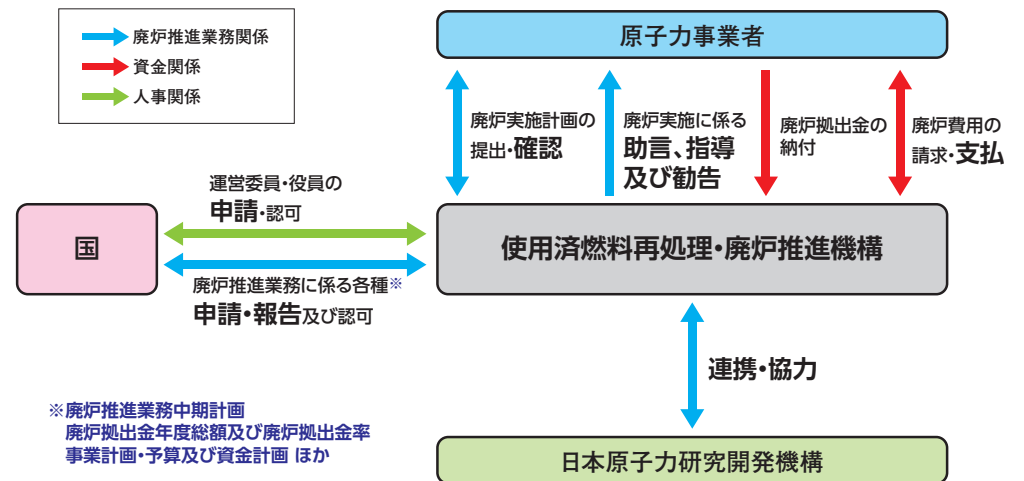 廃炉推進業務関係
資金関係
人事関係
原子力事業者
廃炉実施計画の
提出・確認
廃炉実施に係る
助言、指導
及び勧告
廃炉拠出金の
納付
廃炉費用の
請求・支払
運営委員・役員の
申請・認可
国
使用済燃料再処理・廃炉推進機構
廃炉推進業務に係る各種※
申請・報告及び認可
連携・協力
※廃炉推進業務中期計画
廃炉拠出金年度総額及び廃炉拠出金率
事業計画・予算及び資金計画 ほか
日本原子力研究開発機構